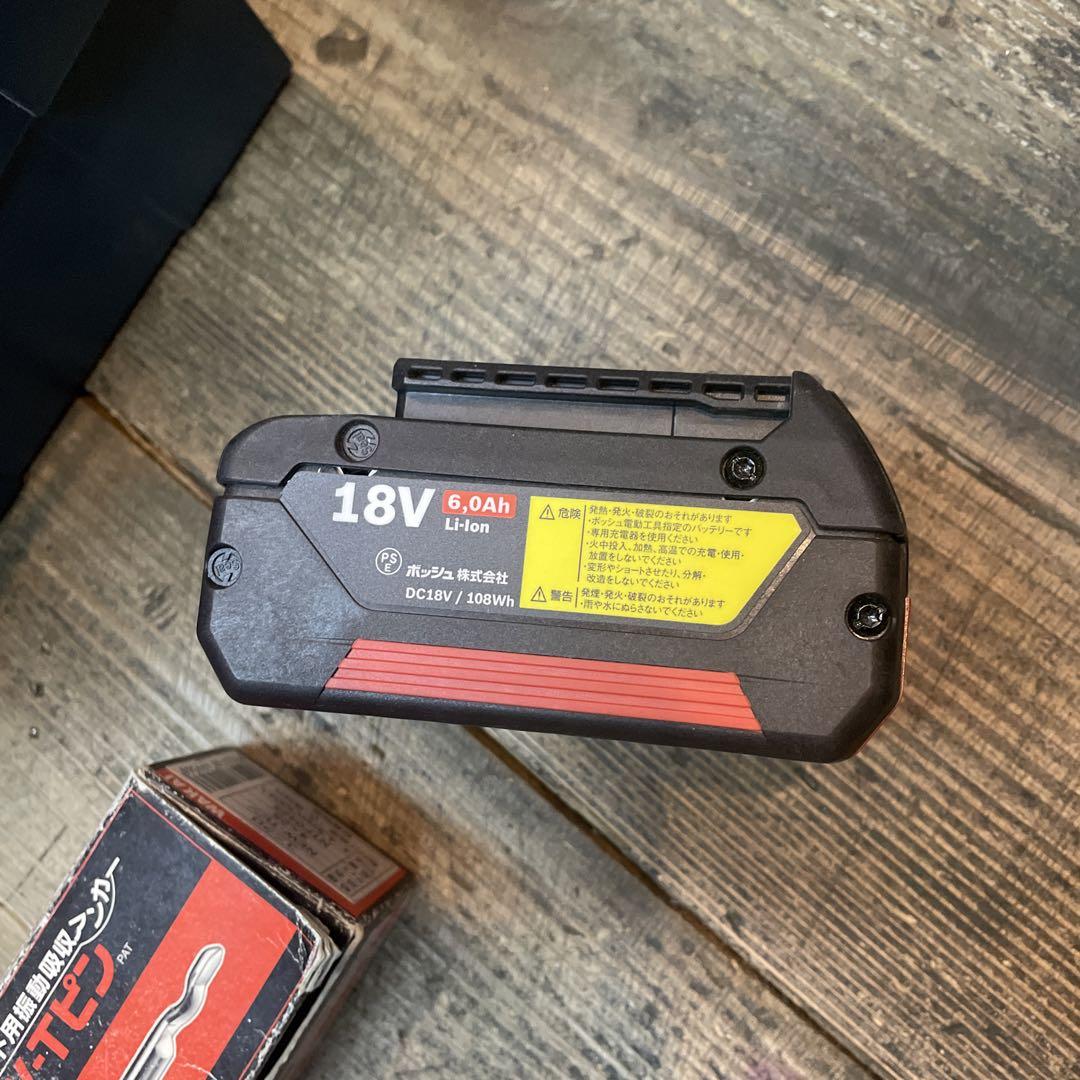 18V
6,0Ah
Li-Ion
PS
E
ボッシュ株式会社
DC18V / 108Wh
危険
発熱・発火・破裂のおそれがあります
・ボッシュ電動工具指定のバッテリーです
・専用充電器を使用ください
・火中投入、加熱、高温での充電・使用・
放置をしないでください
・変形やショートさせたり、分解・
改造をしないでください
警告
発煙・発火・破裂のおそれがあります
・雨や水にぬらさないでください
用振動吸収アンカー
-Tピン
PAT